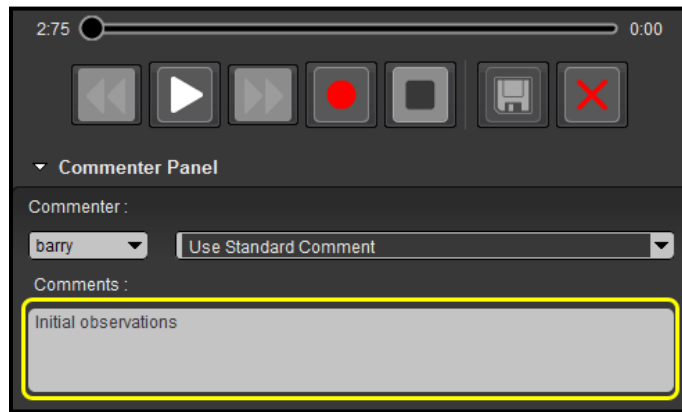 2:75 0:00
Commenter Panel
Commenter :
barry Use Standard Comment
Comments :
Initial observations